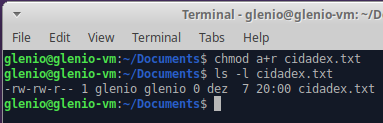 Terminal - glenio@glenio-vm: ~/Documents
File Edit View Terminal Tabs Help
glenio@glenio-vm:~/Documents$ chmod a+r cidadex.txt
glenio@glenio-vm:~/Documents$ ls -l cidadex.txt
-rw-rw-r-- 1 glenio glenio 0 dez  7 20:00 cidadex.txt
glenio@glenio-vm:~/Documents$